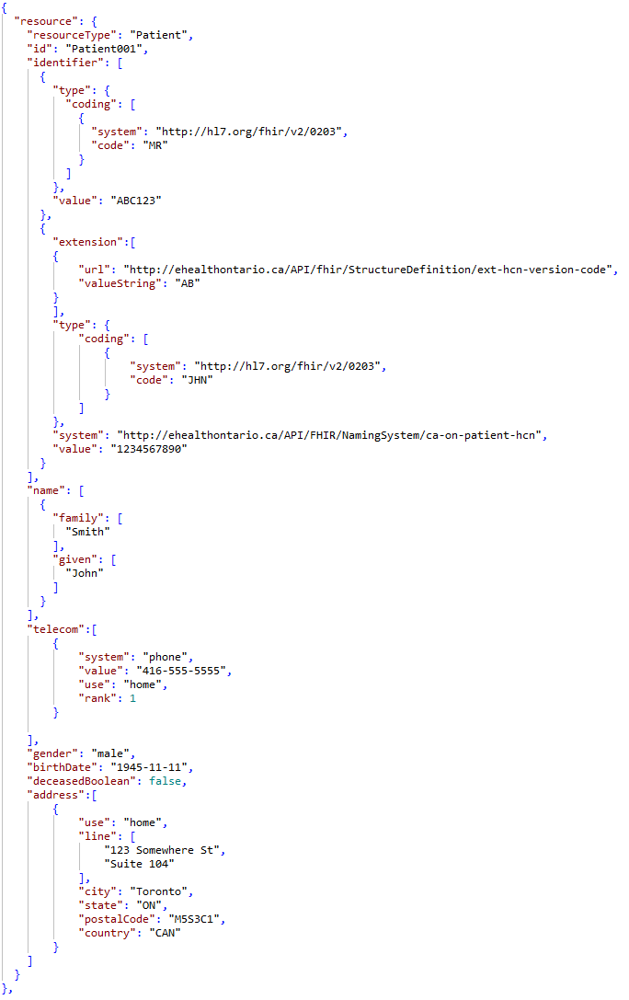 {
  "resource": {
    "resourceType": "Patient",
    "id": "Patient001",
    "identifier": [
      {
        "type": {
          "coding": [
            {
              "system": "http://hl7.org/fhir/v2/0203",
              "code": "MR"
            }
          ]
        },
        "value": "ABC123"
      },
      {
        "extension":[
        {
            "url": "http://ehealthontario.ca/API/fhir/StructureDefinition/ext-hcn-version-code",
            "valueString": "AB"
        }
        ],
        "type": {
            "coding": [
                {
                    "system": "http://hl7.org/fhir/v2/0203",
                    "code": "JHN"
                }
            ]
        },
        "system": "http://ehealthontario.ca/API/FHIR/NamingSystem/ca-on-patient-hcn",
        "value": "1234567890"
      }
    ],
    "name": [
      {
        "family": [
          "Smith"
        ],
        "given": [
          "John"
        ]
      }
    ],
    "telecom":[
        {
            "system": "phone",
            "value": "416-555-5555",
            "use": "home",
            "rank": 1
        }

    ],
    "gender": "male",
    "birthDate": "1945-11-11",
    "deceasedBoolean": false,
    "address":[
        {
            "use": "home",
            "line": [
                "123 Somewhere St",
                "Suite 104"
            ],
            "city": "Toronto",
            "state": "ON",
            "postalCode": "M5S3C1",
            "country": "CAN"
        }
    ]
  }
},